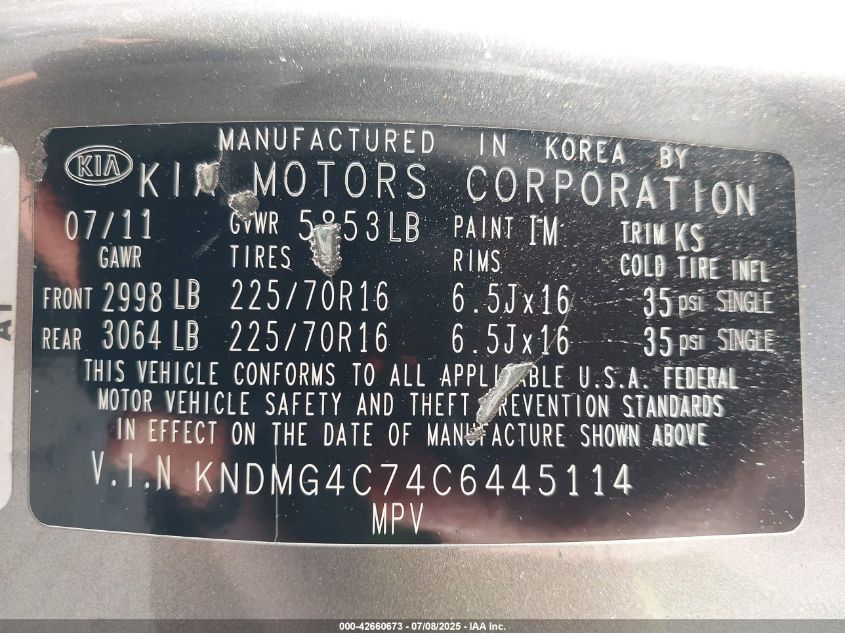 MANUFACTURED IN KOREA BY
KIA KIA MOTORS CORPORATION
07/11 GVWR 5853LB PAINT IM TRIM KS
GAWR TIRES RIMS COLD TIRE INFL
FRONT 2998 LB 225/70R16 6.5Jx16 35 psi SINGLE
REAR 3064 LB 225/70R16 6.5Jx16 35 psi SINGLE
THIS VEHICLE CONFORMS TO ALL APPLICABLE U.S.A. FEDERAL
MOTOR VEHICLE SAFETY AND THEFT PREVENTION STANDARDS
IN EFFECT ON THE DATE OF MANUFACTURE SHOWN ABOVE
V.I.N KNDMG4C74C6445114
MPV
000-42660673 - 07/08/2025 - IAA Inc.